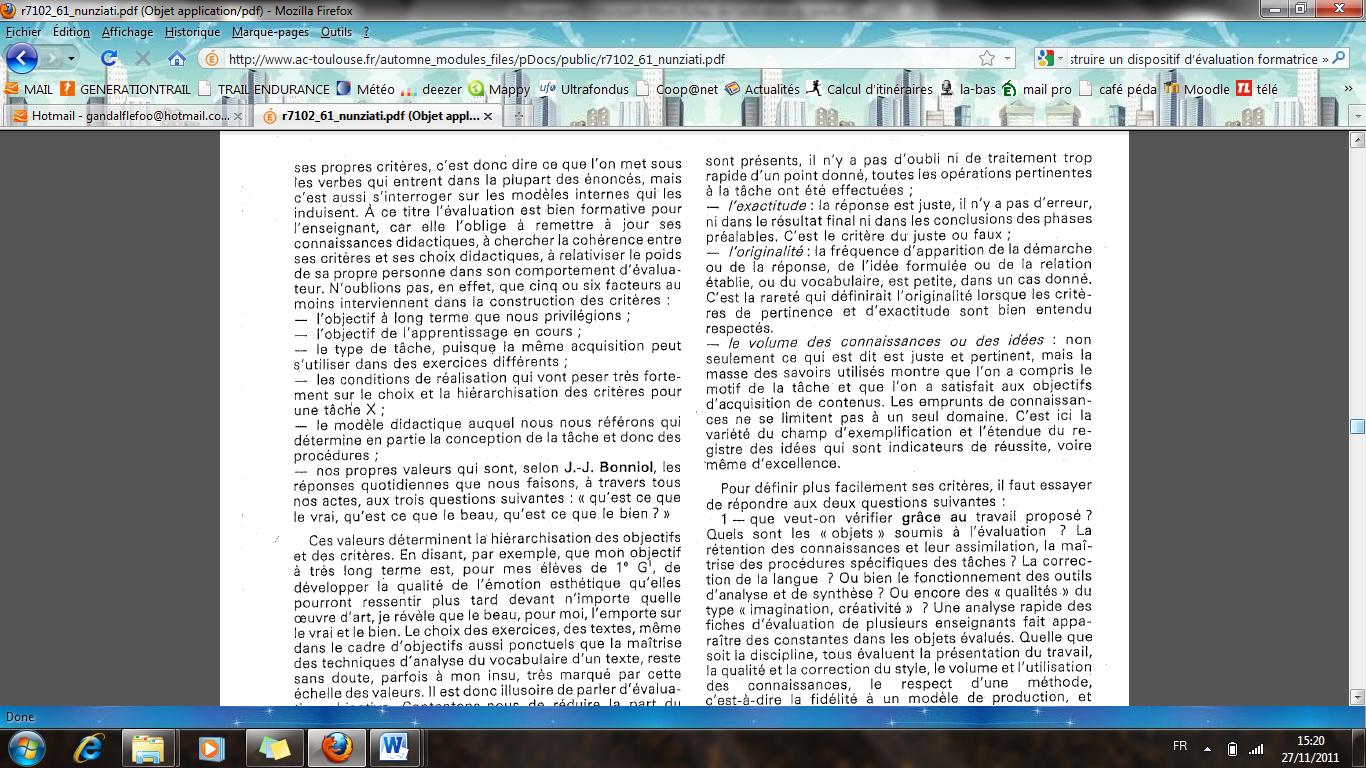 r7102_61_nunziati.pdf (Objet application/pdf) - Mozilla Firefox
Fichier Édition Affichage Historique Marque-pages Outils ?
http://www.ac-toulouse.fr/automne_modules_files/pDocs/public/r7102_61_nunziati.pdf
struire un dispositif d'évaluation formatrice »
MAIL GENERATIONTRAIL TRAIL ENDURANCE Météo deezer Mappy ufo Ultrafondus Coop@net Actualités Calcul d'itinéraires la-bas mail pro café péda Moodle TL télé »
Hotmail - gandalflefoo@hotmail.co... r7102_61_nunziati.pdf (Objet appl...
ses propres critères, c'est donc dire ce que l'on met sous
les verbes qui entrent dans la plupart des énoncés, mais
c'est aussi s'interroger sur les modèles internes qui les
induisent. À ce titre l'évaluation est bien formative pour
l'enseignant, car elle l'oblige à remettre à jour ses
connaissances didactiques, à chercher la cohérence entre
ses critères et ses choix didactiques, à relativiser le poids
de sa propre personne dans son comportement d'évalua-
teur. N'oublions pas, en effet, que cinq ou six facteurs au
moins interviennent dans la construction des critères :
— l'objectif à long terme que nous privilégions ;
— l'objectif de l'apprentissage en cours ;
— le type de tâche, puisque la même acquisition peut
s'utiliser dans des exercices différents ;
— les conditions de réalisation qui vont peser très forte-
ment sur le choix et la hiérarchisation des critères pour
une tâche X ;
— le modèle didactique auquel nous nous référons qui
détermine en partie la conception de la tâche et donc des
procédures ;
— nos propres valeurs qui sont, selon J.-J. Bonniol, les
réponses quotidiennes que nous faisons, à travers tous
nos actes, aux trois questions suivantes : « qu'est ce que
le vrai, qu'est ce que le beau, qu'est ce que le bien ? »
Ces valeurs déterminent la hiérarchisation des objectifs
et des critères. En disant, par exemple, que mon objectif
à très long terme est, pour mes élèves de 1e G1, de
développer la qualité de l'émotion esthétique qu'elles
pourront ressentir plus tard devant n'importe quelle
œuvre d'art, je révèle que le beau, pour moi, l'emporte sur
le vrai et le bien. Le choix des exercices, des textes, même
dans le cadre d'objectifs aussi ponctuels que la maîtrise
des techniques d'analyse du vocabulaire d'un texte, reste
sans doute, parfois à mon insu, très marqué par cette
échelle des valeurs. Il est donc illusoire de parler d'évalua-
sont présents, il n'y a pas d'oubli ni de traitement trop
rapide d'un point donné, toutes les opérations pertinentes
à la tâche ont été effectuées ;
— l'exactitude : la réponse est juste, il n'y a pas d'erreur,
ni dans le résultat final ni dans les conclusions des phases
préalables. C'est le critère du juste ou faux ;
— l'originalité : la fréquence d'apparition de la démarche
ou de la réponse, de l'idée formulée ou de la relation
établie, ou du vocabulaire, est petite, dans un cas donné.
C'est la rareté qui définirait l'originalité lorsque les critè-
res de pertinence et d'exactitude sont bien entendu
respectés.
— le volume des connaissances ou des idées : non
seulement ce qui est dit est juste et pertinent, mais la
masse des savoirs utilisés montre que l'on a compris le
motif de la tâche et que l'on a satisfait aux objectifs
d'acquisition de contenus. Les emprunts de connaissan-
ces ne se limitent pas à un seul domaine. C'est ici la
variété du champ d'exemplification et l'étendue du re-
gistre des idées qui sont indicateurs de réussite, voire
même d'excellence.
Pour définir plus facilement ses critères, il faut essayer
de répondre aux deux questions suivantes :
1 — que veut-on vérifier grâce au travail proposé ?
Quels sont les « objets » soumis à l'évaluation ? La
rétention des connaissances et leur assimilation, la maî-
trise des procédures spécifiques des tâches ? La correc-
tion de la langue ? Ou bien le fonctionnement des outils
d'analyse et de synthèse ? Ou encore des « qualités » du
type « imagination, créativité » ? Une analyse rapide des
fiches d'évaluation de plusieurs enseignants fait appa-
raître des constantes dans les objets évalués. Quelle que
soit la discipline, tous évaluent la présentation du travail,
la qualité et la correction du style, le volume et l'utilisation
des connaissances, le respect d'une méthode,
c'est-à-dire la fidélité à un modèle de production, et
Done
FR 15:20
27/11/2011